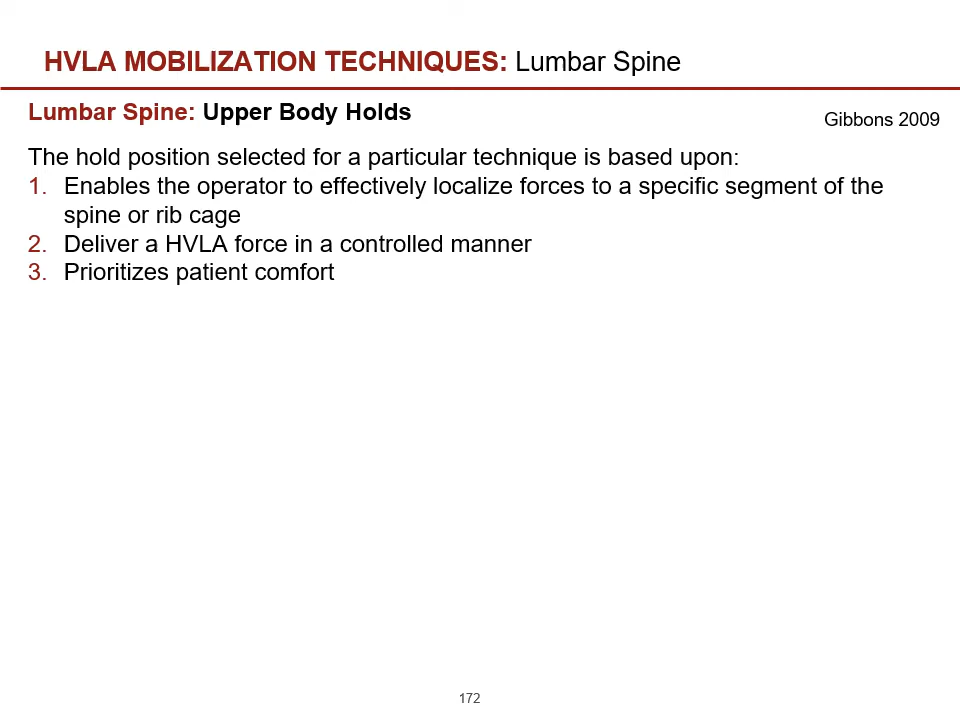 HVLA MOBILIZATION TECHNIQUES: Lumbar Spine
Lumbar Spine: Upper Body Holds
Gibbons 2009
The hold position selected for a particular technique is based upon:
1. Enables the operator to effectively localize forces to a specific segment of the
spine or rib cage
2. Deliver a HVLA force in a controlled manner
3. Prioritizes patient comfort
172